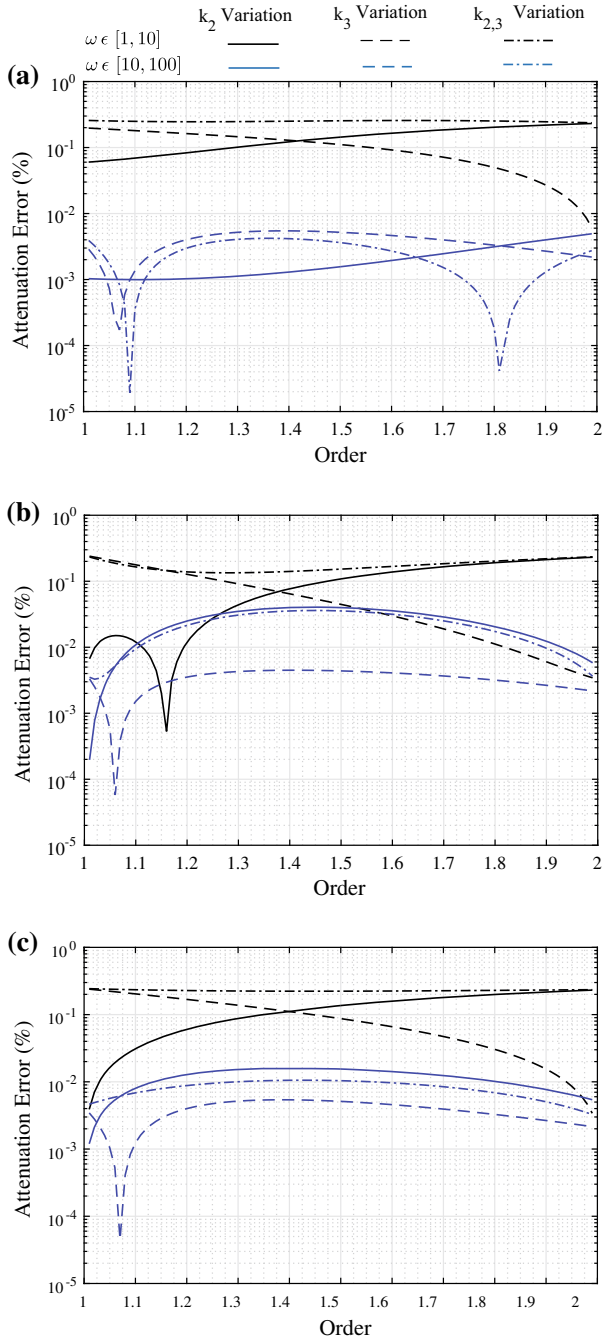 k2 Variation k3 Variation k2,3 Variation
ω ϵ [1, 10]
ω ϵ [10, 100]
(a)
10^0
10^-1
10^-2
10^-3
10^-4
10^-5
Attenuation Error (%)
1 1.1 1.2 1.3 1.4 1.5 1.6 1.7 1.8 1.9 2
Order
(b)
10^0
10^-1
10^-2
10^-3
10^-4
10^-5
Attenuation Error (%)
1 1.1 1.2 1.3 1.4 1.5 1.6 1.7 1.8 1.9 2
Order
(c)
10^0
10^-1
10^-2
10^-3
10^-4
10^-5
Attenuation Error (%)
1 1.1 1.2 1.3 1.4 1.5 1.6 1.7 1.8 1.9 2
Order